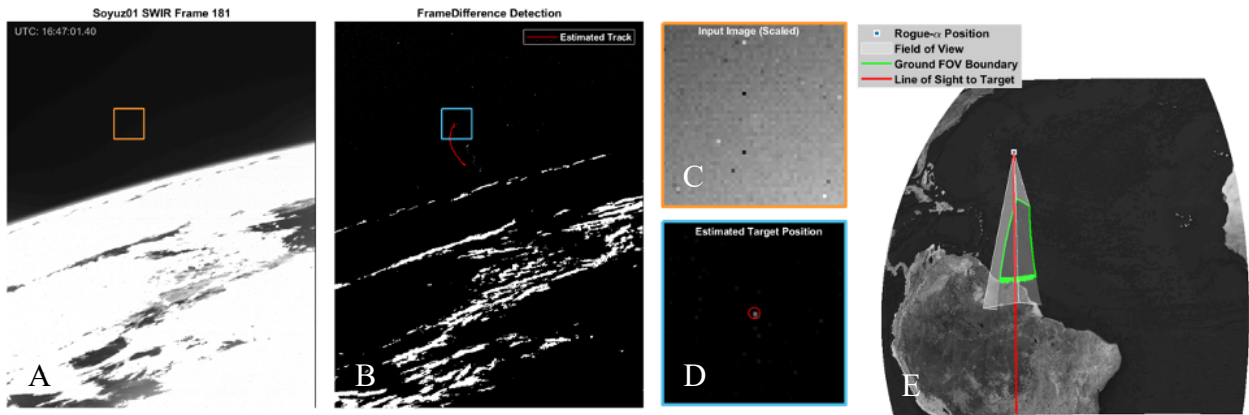 Soyuz01 SWIR Frame 181
UTC: 16:47:01.40
A
FrameDifference Detection
Estimated Track
B
Input Image (Scaled)
C
Estimated Target Position
D
Rogue-α Position
Field of View
Ground FOV Boundary
Line of Sight to Target
E